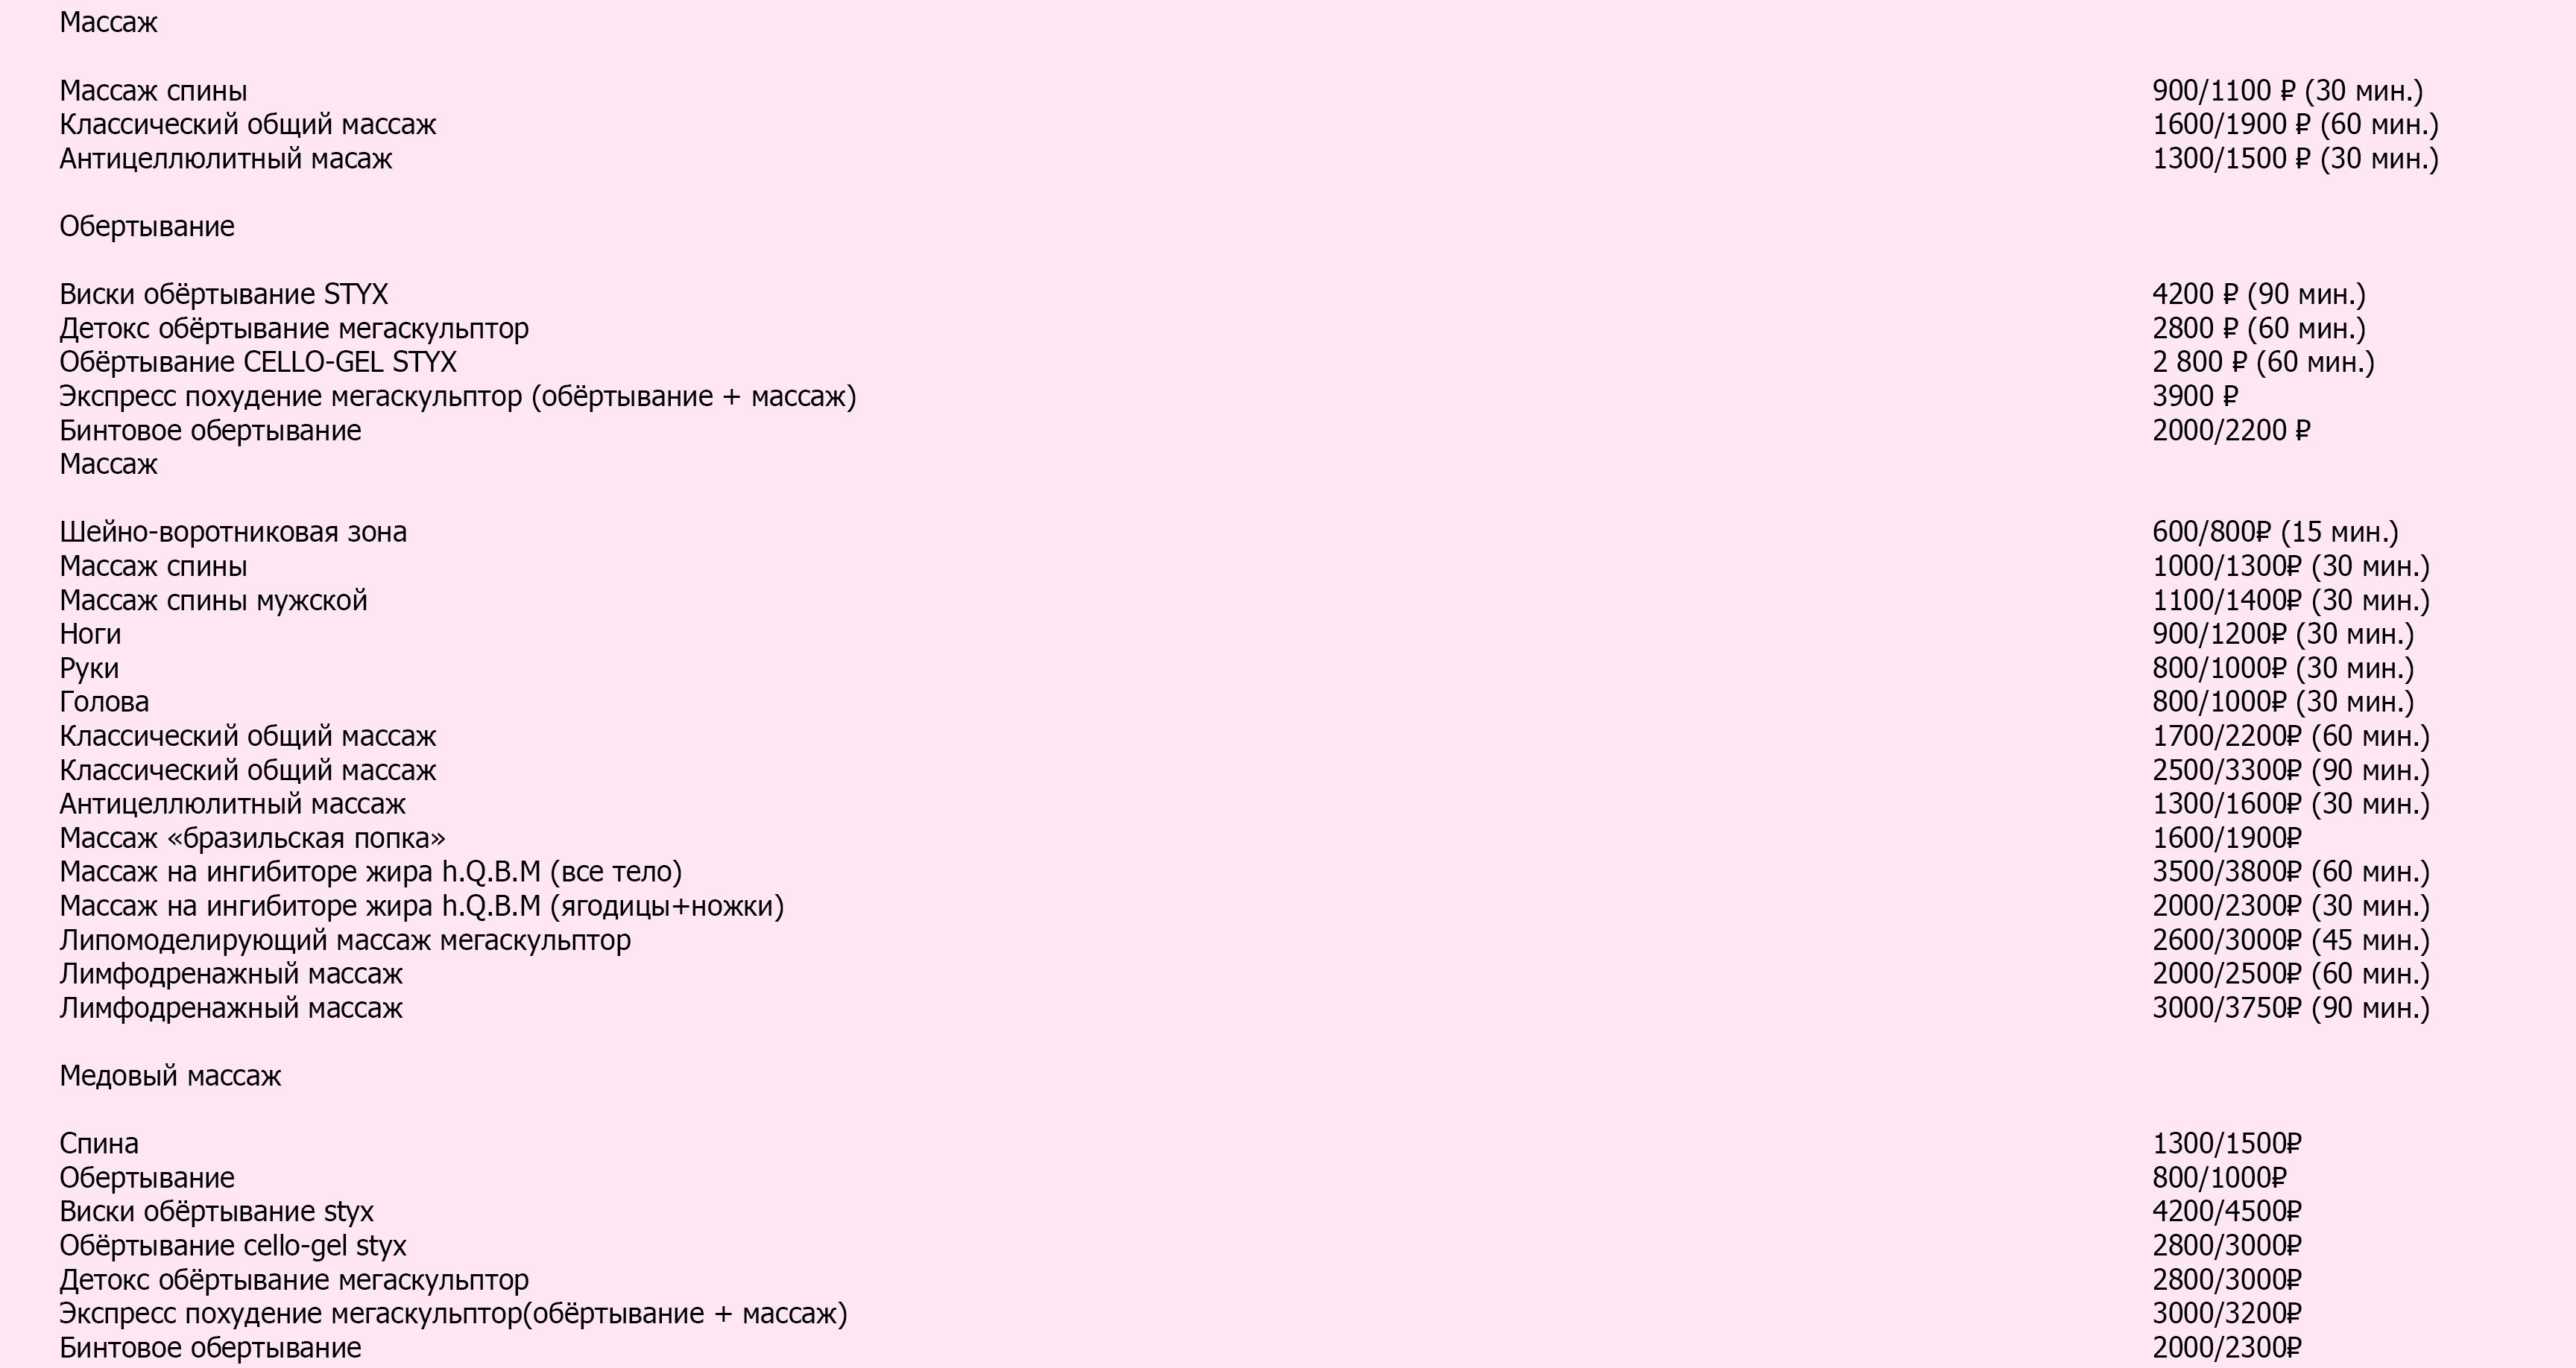 Массаж
Массаж спины 900/1100 ₽ (30 мин.)
Классический общий массаж 1600/1900 ₽ (60 мин.)
Антицеллюлитный масаж 1300/1500 ₽ (30 мин.)
Обертывание
Виски обёртывание STYX 4200 ₽ (90 мин.)
Детокс обёртывание мегаскульптор 2800 ₽ (60 мин.)
Обёртывание CELLO-GEL STYX 2 800 ₽ (60 мин.)
Экспресс похудение мегаскульптор (обёртывание + массаж) 3900 ₽
Бинтовое обертывание 2000/2200 ₽
Массаж
Шейно-воротниковая зона 600/800₽ (15 мин.)
Массаж спины 1000/1300₽ (30 мин.)
Массаж спины мужской 1100/1400₽ (30 мин.)
Ноги 900/1200₽ (30 мин.)
Руки 800/1000₽ (30 мин.)
Голова 800/1000₽ (30 мин.)
Классический общий массаж 1700/2200₽ (60 мин.)
Классический общий массаж 2500/3300₽ (90 мин.)
Антицеллюлитный массаж 1300/1600₽ (30 мин.)
Массаж «бразильская попка» 1600/1900₽
Массаж на ингибиторе жира h.Q.B.M (все тело) 3500/3800₽ (60 мин.)
Массаж на ингибиторе жира h.Q.B.M (ягодицы+ножки) 2000/2300₽ (30 мин.)
Липомоделирующий массаж мегаскульптор 2600/3000₽ (45 мин.)
Лимфодренажный массаж 2000/2500₽ (60 мин.)
Лимфодренажный массаж 3000/3750₽ (90 мин.)
Медовый массаж
Спина 1300/1500₽
Обертывание 800/1000₽
Виски обёртывание styx 4200/4500₽
Обёртывание cello-gel styx 2800/3000₽
Детокс обёртывание мегаскульптор 2800/3000₽
Экспресс похудение мегаскульптор(обёртывание + массаж) 3000/3200₽
Бинтовое обертывание 2000/2300₽